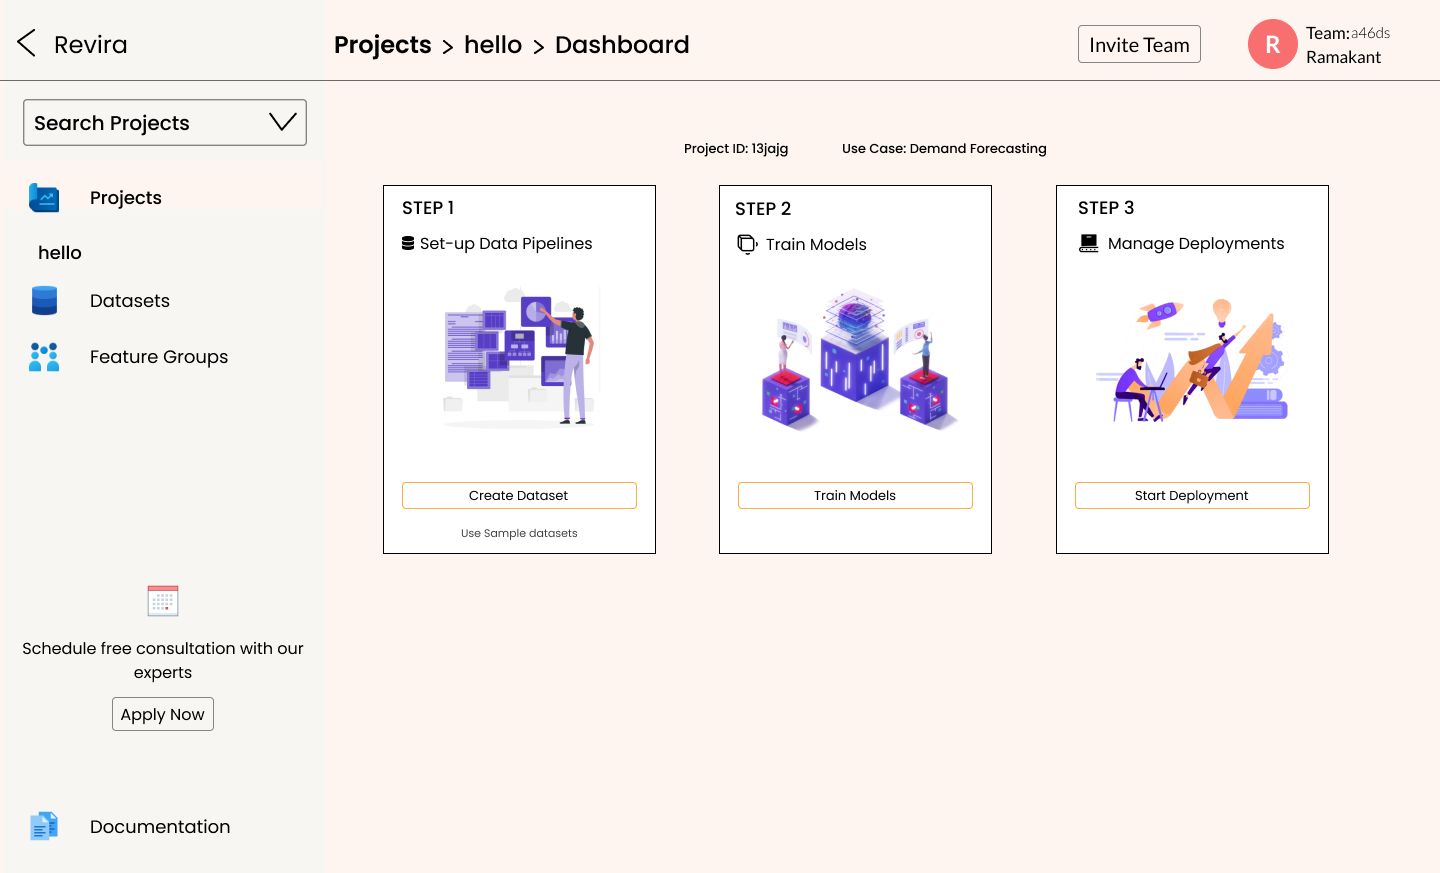 Revira
Projects > hello > Dashboard
Invite Team
R
Team:a46ds
Ramakant
Search Projects
Projects
hello
Datasets
Feature Groups
Schedule free consultation with our
experts
Apply Now
Documentation
Project ID: 13jajg
Use Case: Demand Forecasting
STEP 1
Set-up Data Pipelines
Create Dataset
Use Sample datasets
STEP 2
Train Models
Train Models
STEP 3
Manage Deployments
Start Deployment